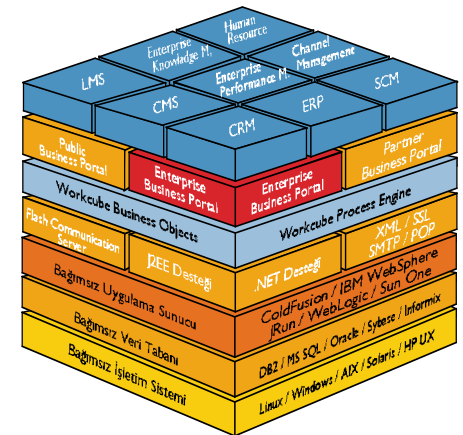 Human
Resource
Enterprise
Knowladge M.
Channel
Management
LMS
Enterprise
Performance M.
SCM
CMS
ERP
CRM
Public
Business Portal
Enterprise
Business Portal
Enterprise
Business Portal
Partner
Business Portal
Workcube Business Objects
Workcube Process Engine
Flash Communication
Server
J2EE Desteği
.NET Desteği
XML / SSL
SMTP / POP
Bağımsız Uygulama Sunucu
ColdFusion / IBM WebSphere
jRun / WebLogic / Sun One
Bağımsız Veri Tabanı
DB2 / MS SQL / Oracle / Sybase / Informix
Bağımsız İşletim Sistemi
Linux / Windows / AIX / Solaris / HP UX